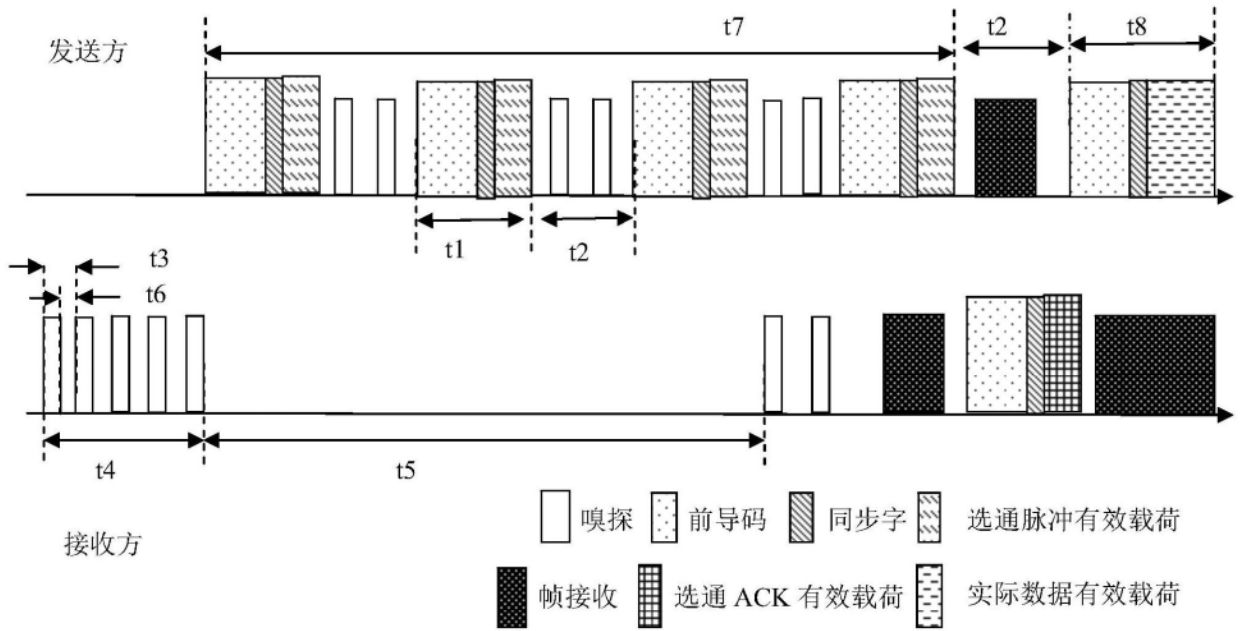 发送方
t7
t2
t8
t1
t2
t3
t6
t4
t5
接收方
嗅探 前导码 同步字 选通脉冲有效载荷
帧接收 选通 ACK 有效载荷 实际数据有效载荷